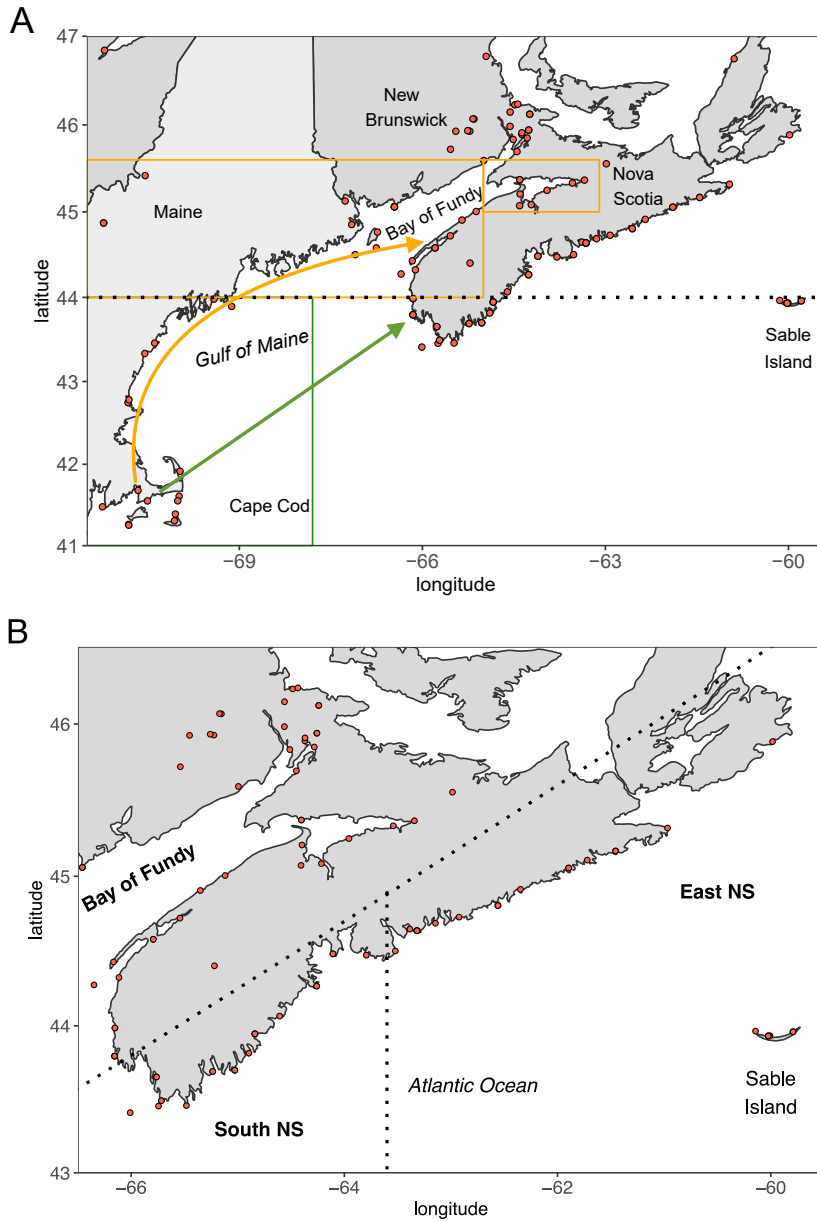 A
47
46
45
44
43
42
41
latitude
New
Brunswick
Maine
Nova
Scotia
Bay of Fundy
Gulf of Maine
Sable
Island
Cape Cod
−69
−66
−63
−60
longitude
B
46
45
44
43
latitude
Bay of Fundy
East NS
Atlantic Ocean
Sable
Island
South NS
−66
−64
−62
−60
longitude